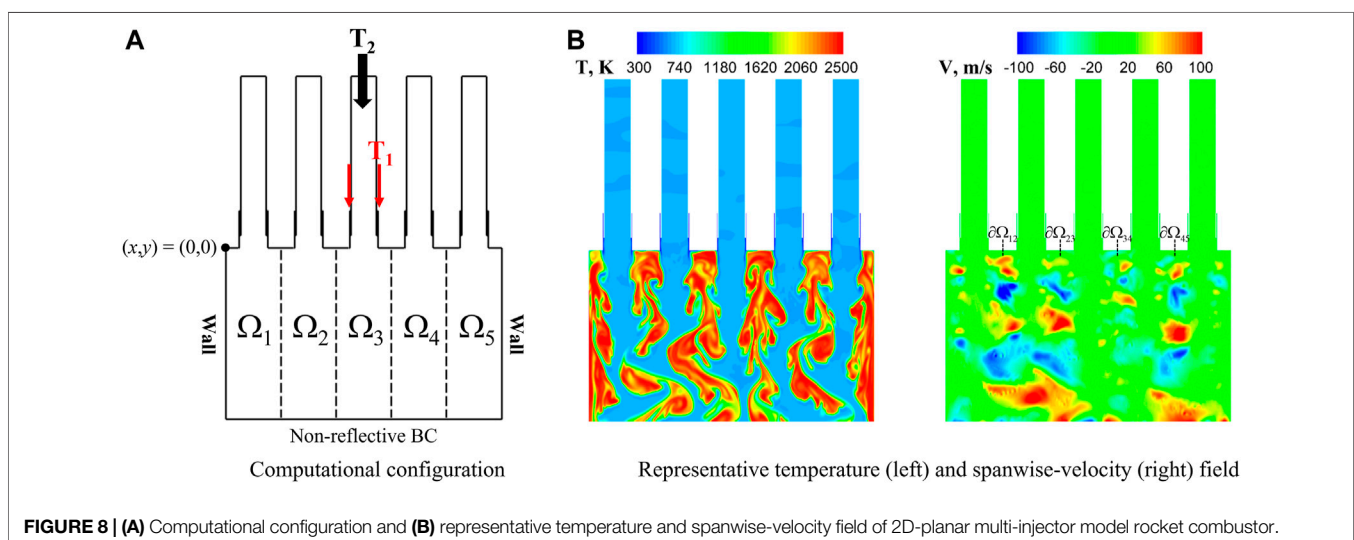 A
T₂
T₁
(x,y) = (0,0)
Wall
Ω₁
Ω₂
Ω₃
Ω₄
Ω₅
Wall
Non-reflective BC
Computational configuration
B
T, K 300 740 1180 1620 2060 2500
V, m/s -100 -60 -20 20 60 100
∂Ω₁₂ ∂Ω₂₃ ∂Ω₃₄ ∂Ω₄₅
Representative temperature (left) and spanwise-velocity (right) field
FIGURE 8 | (A) Computational configuration and (B) representative temperature and spanwise-velocity field of 2D-planar multi-injector model rocket combustor.